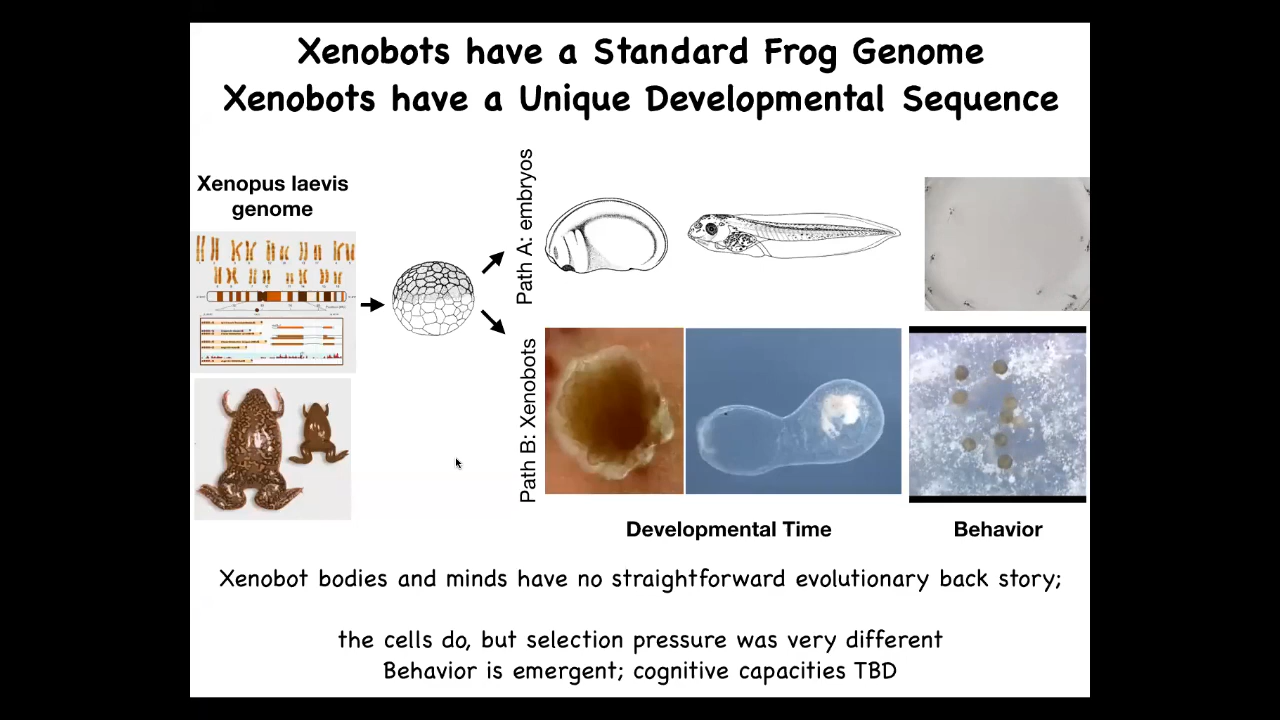 Xenobots have a Standard Frog Genome
Xenobots have a Unique Developmental Sequence
Xenopus laevis
genome
Path A: embryos
Path B: Xenobots
Developmental Time
Behavior
Xenobot bodies and minds have no straightforward evolutionary back story;
the cells do, but selection pressure was very different
Behavior is emergent; cognitive capacities TBD